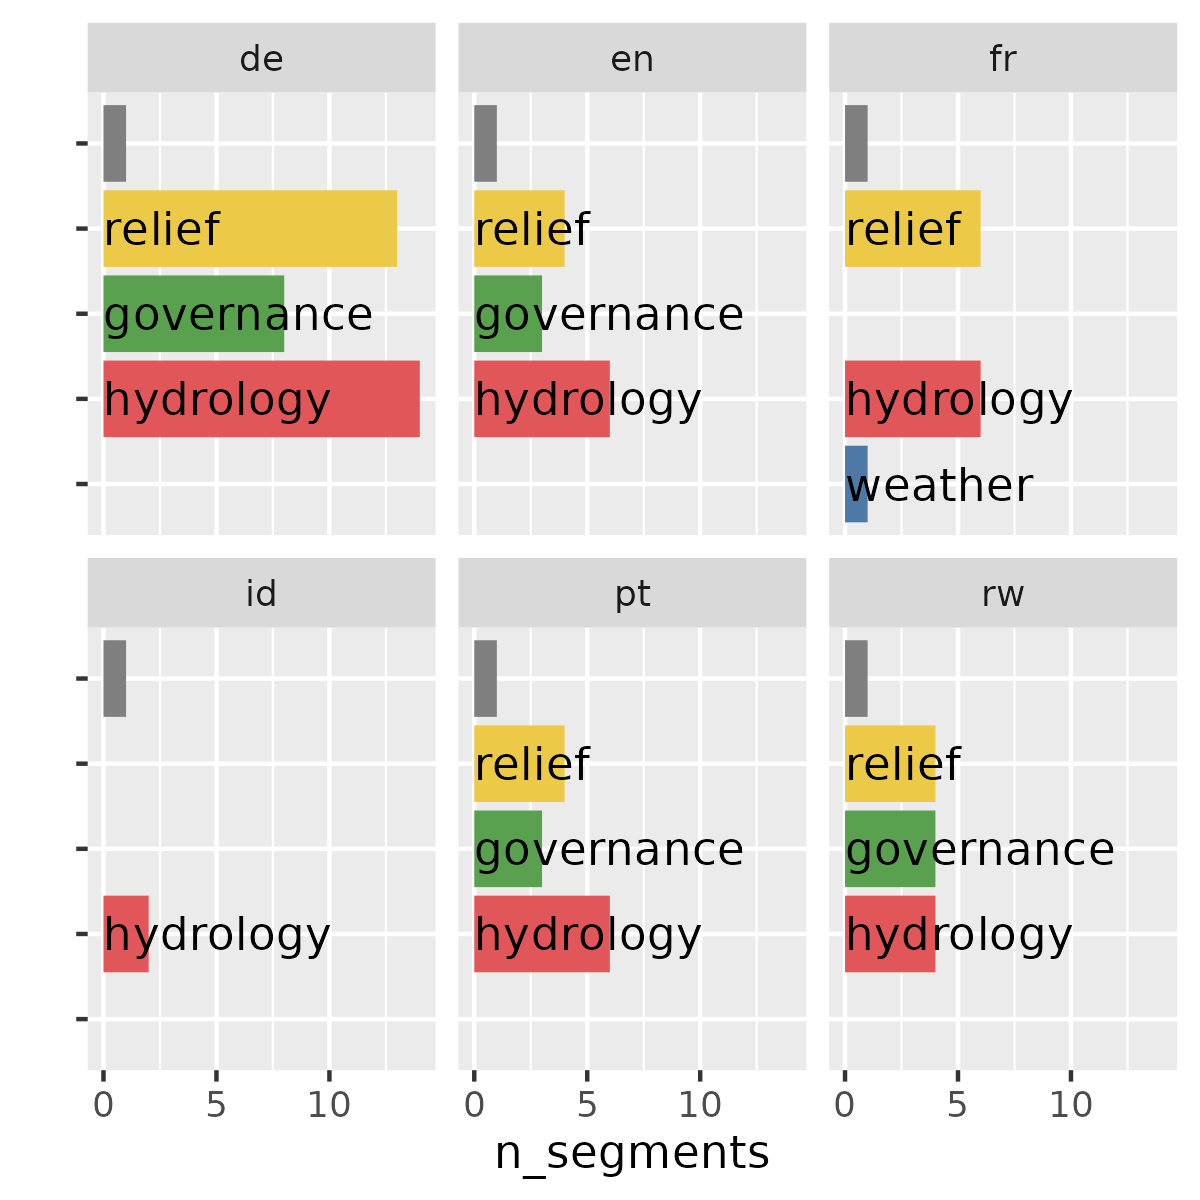 de en fr
relief relief relief
governance governance
hydrology hydrology hydrology
weather
id pt rw
relief relief
governance governance
hydrology hydrology hydrology
0 5 10 0 5 10 0 5 10
n_segments